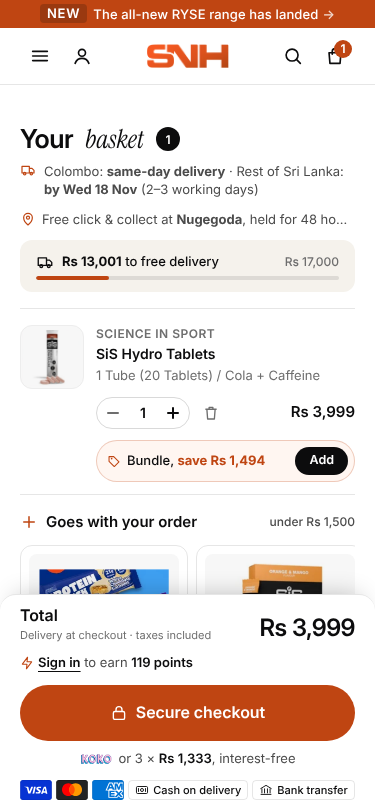 NEW The all-new RYSE range has landed →
SNH
1
Your basket 1
Colombo: same-day delivery · Rest of Sri Lanka:
by Wed 18 Nov (2–3 working days)
Free click & collect at Nugegoda, held for 48 ho...
Rs 13,001 to free delivery Rs 17,000
SCIENCE IN SPORT
SiS Hydro Tablets
1 Tube (20 Tablets) / Cola + Caffeine
− 1 + Rs 3,999
Bundle, save Rs 1,494 Add
+ Goes with your order under Rs 1,500
PROTEIN
SiS
Total
Delivery at checkout · taxes included
Rs 3,999
Sign in to earn 119 points
Secure checkout
KOKO or 3 × Rs 1,333, interest-free
VISA AMEX Cash on delivery Bank transfer